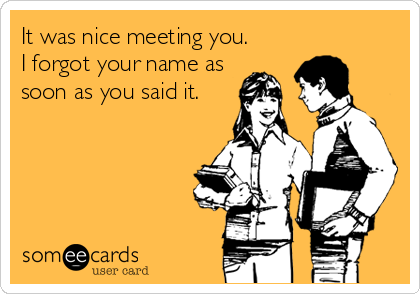 It was nice meeting you.
I forgot your name as
soon as you said it.
someecards
user card